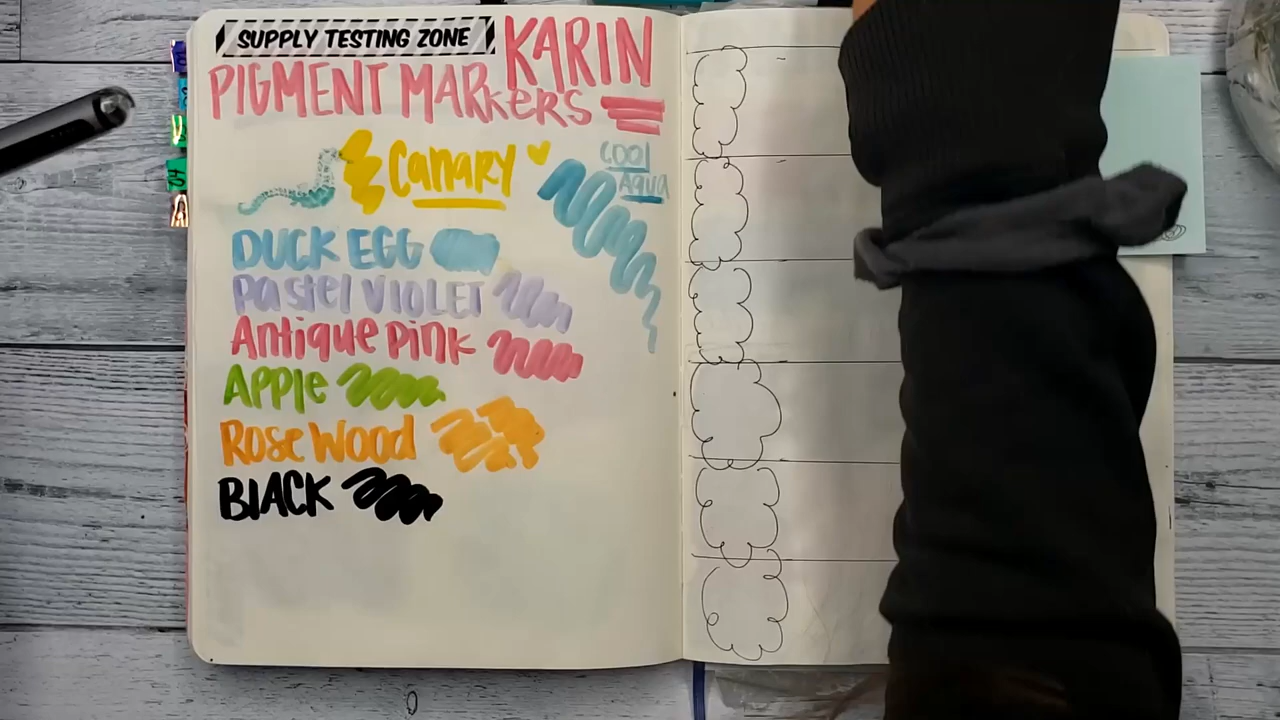 SUPPLY TESTING ZONE KARIN
PIGMENT MARKERS
CANARY
COOL
AQUA
DUCK EGG
PaSTel VIOLET
Antique Pink
APPle
Rose Wood
BlACK